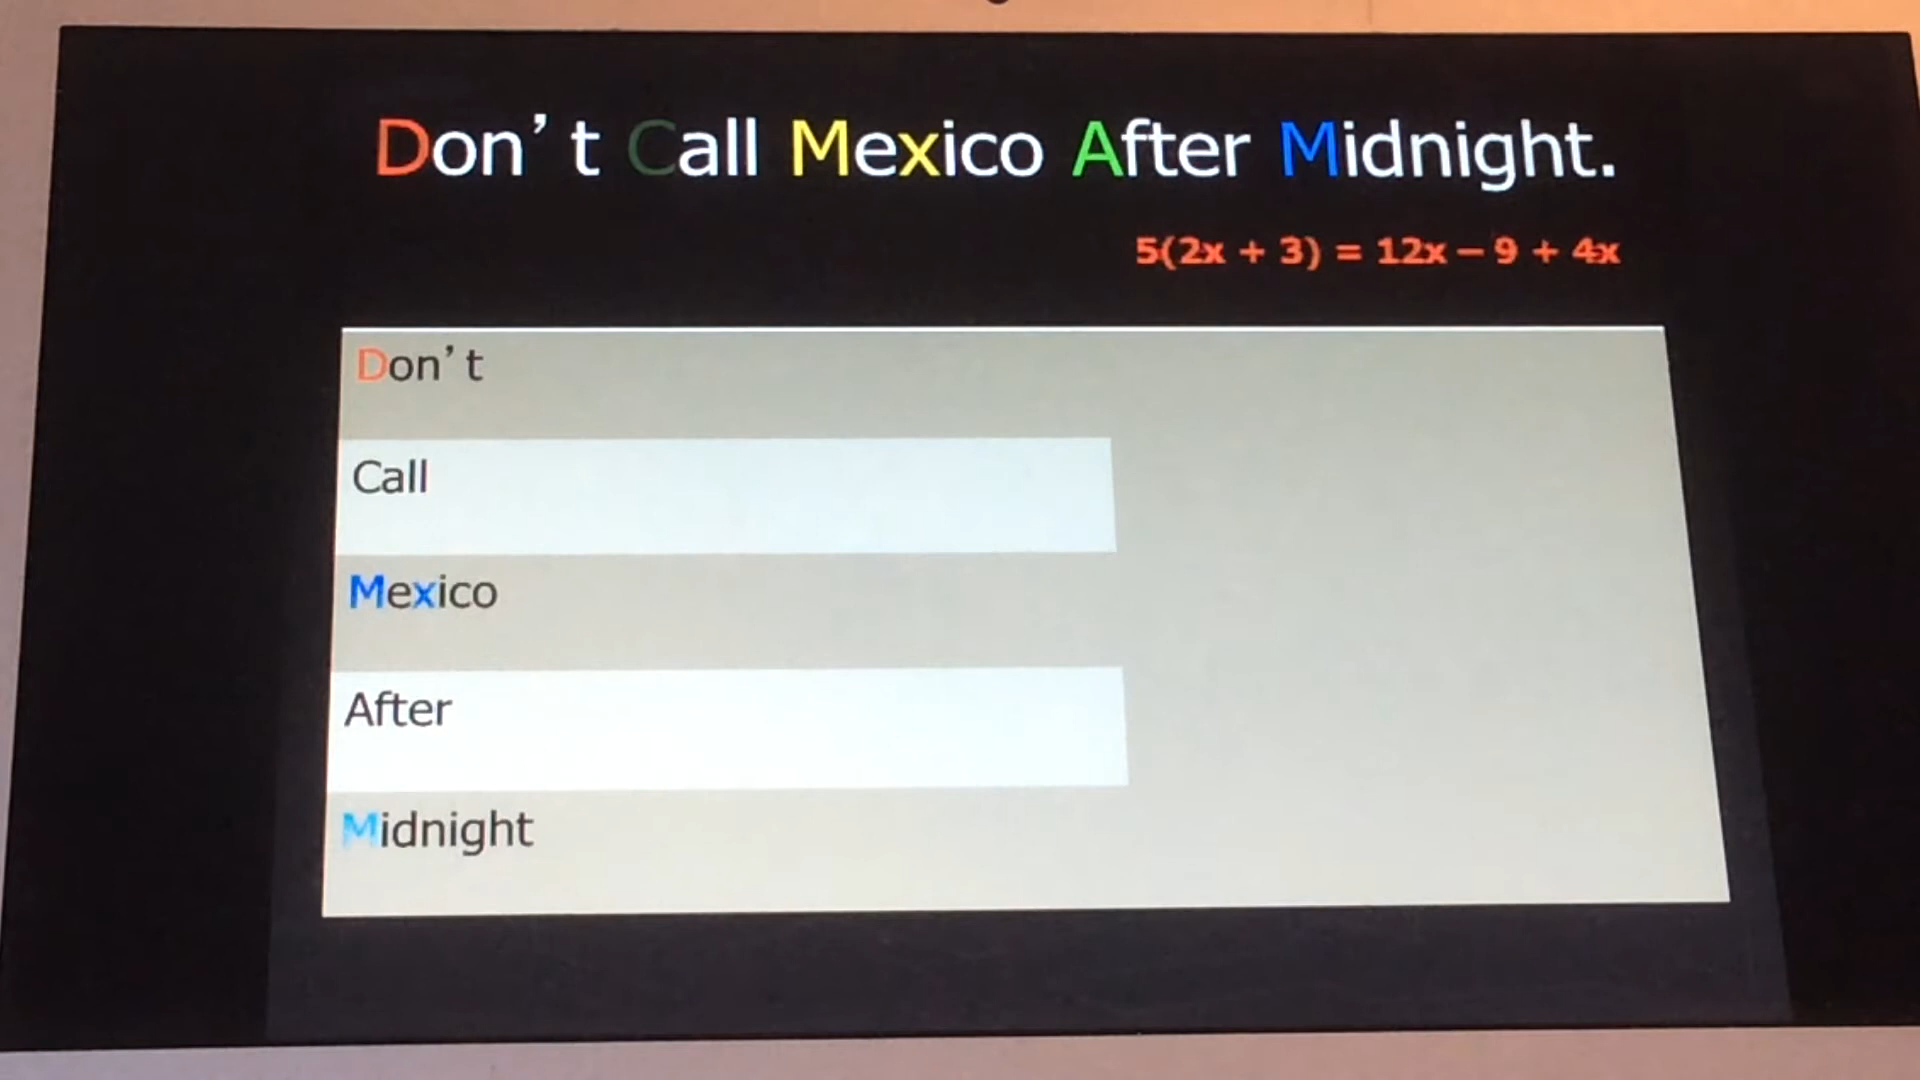 Don't Call Mexico After Midnight.
5(2x + 3) = 12x – 9 + 4x
Don't
Call
Mexico
After
Midnight